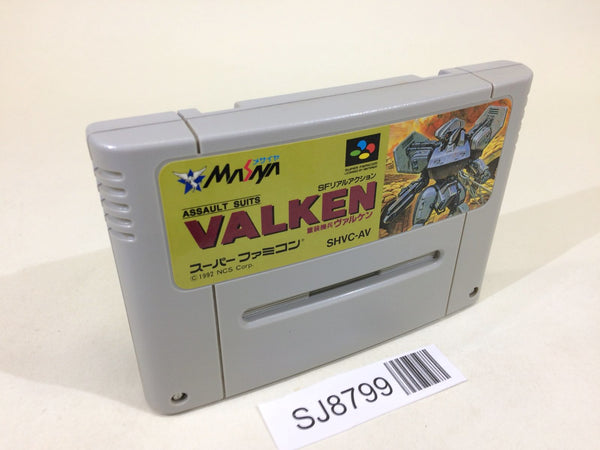 メサイヤ
MASAYA
ASSAULT SUITS
SFリアルアクション
VALKEN
重装機兵ヴァルケン
スーパーファミコン
SHVC-AV
©1992 NCS Corp.
SJ8799